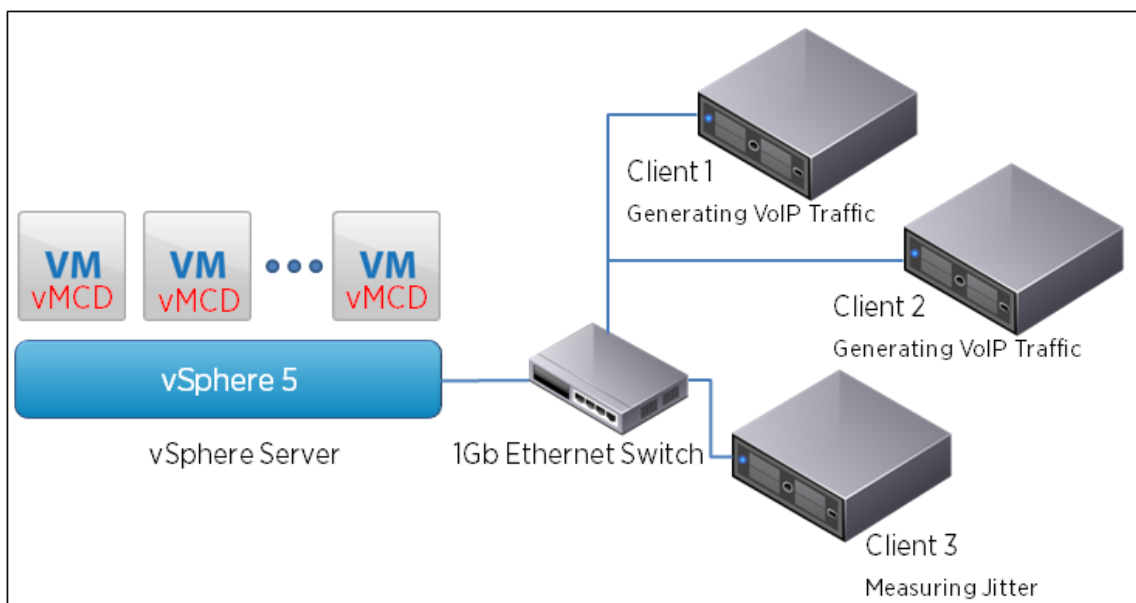 Client 1
Generating VoIP Traffic
VM VM VM
vMCD vMCD vMCD
Client 2
Generating VoIP Traffic
vSphere 5
vSphere Server
1Gb Ethernet Switch
Client 3
Measuring Jitter